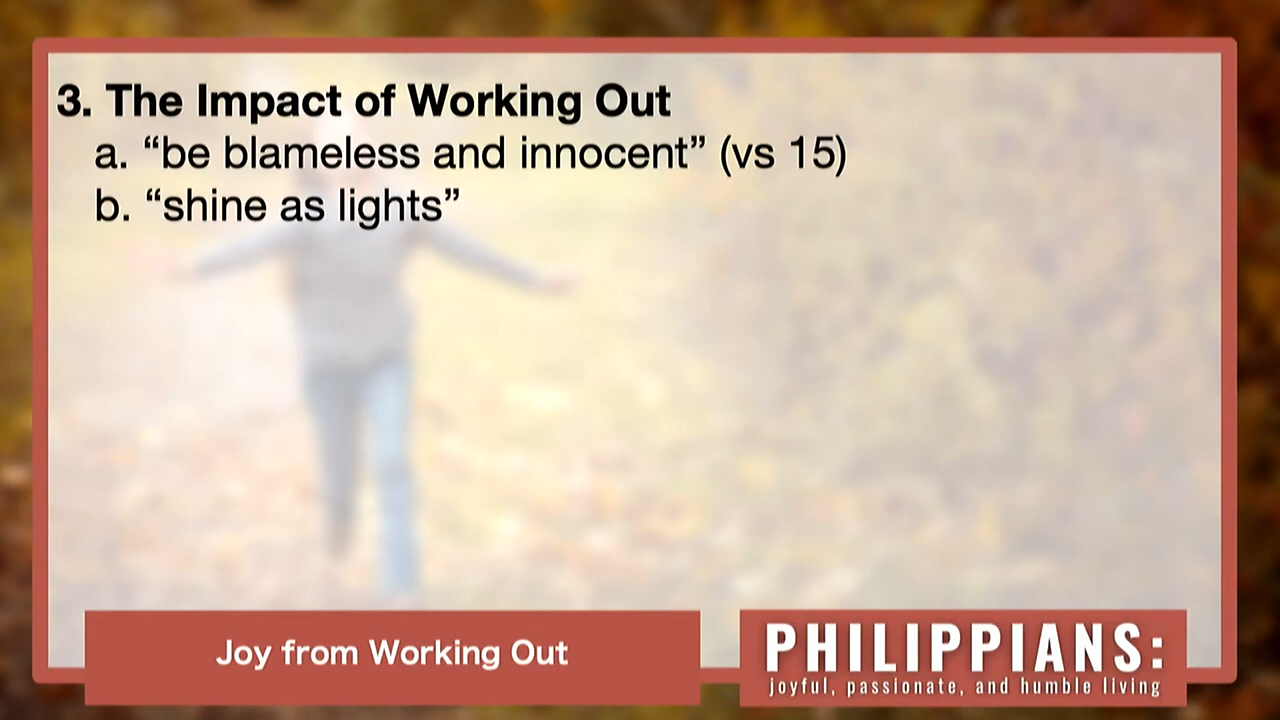 3. The Impact of Working Out
a. “be blameless and innocent” (vs 15)
b. “shine as lights”
Joy from Working Out
PHILIPPIANS:
joyful, passionate, and humble living